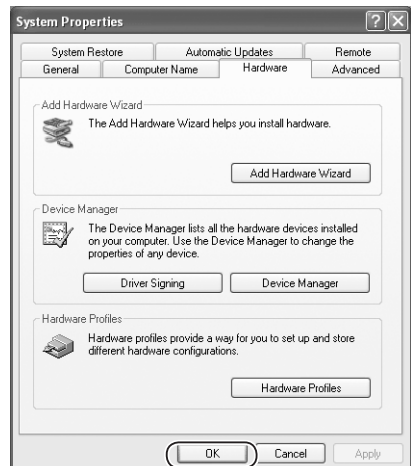 System Properties
System Restore Automatic Updates Remote
General Computer Name Hardware Advanced
Add Hardware Wizard
The Add Hardware Wizard helps you install hardware.
Add Hardware Wizard
Device Manager
The Device Manager lists all the hardware devices installed
on your computer. Use the Device Manager to change the
properties of any device.
Driver Signing Device Manager
Hardware Profiles
Hardware profiles provide a way for you to set up and store
different hardware configurations.
Hardware Profiles
OK Cancel Apply